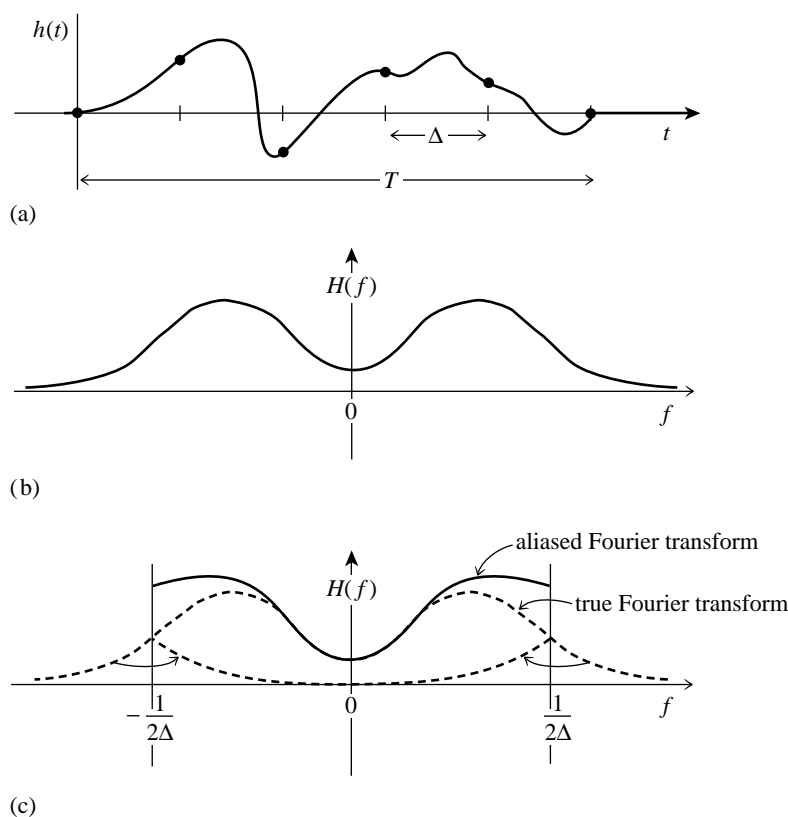 h(t)
Δ
t
T
(a)
H(f)
0
f
(b)
aliased Fourier transform
H(f)
true Fourier transform
− 1/2Δ
0
1/2Δ
f
(c)